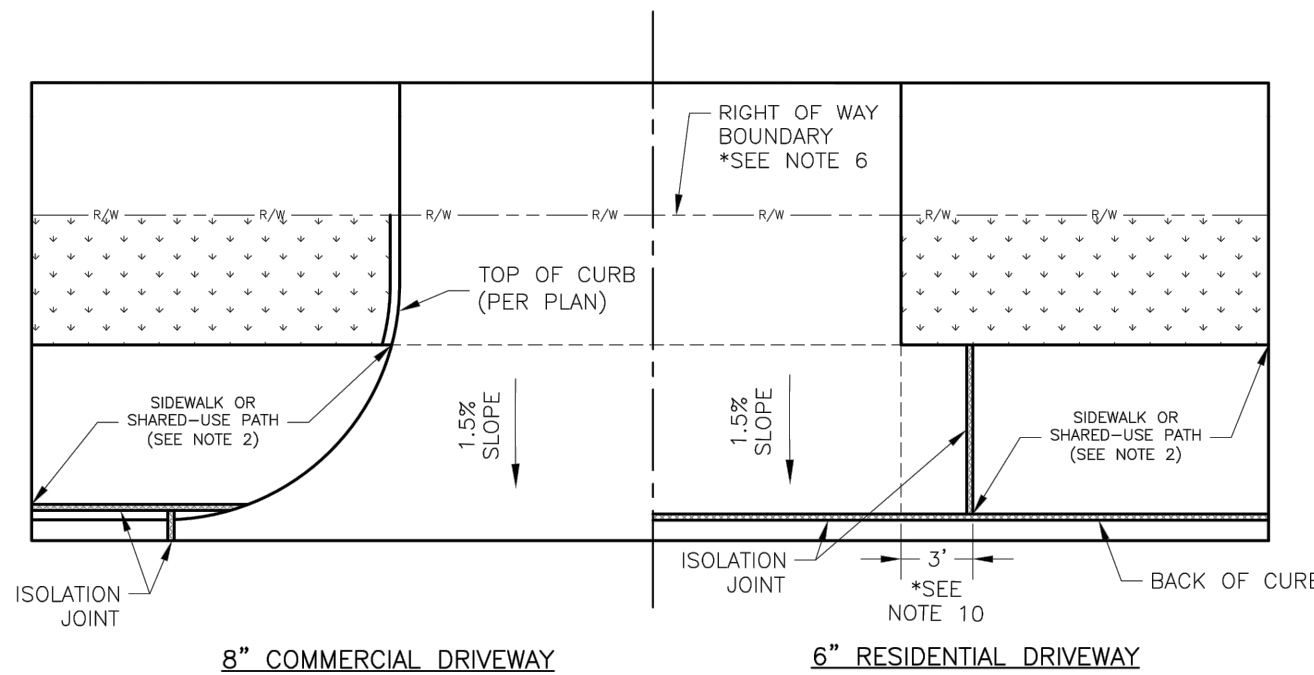 RIGHT OF WAY
BOUNDARY
*SEE NOTE 6
R/W R/W R/W R/W R/W R/W R/W
TOP OF CURB
(PER PLAN)
SIDEWALK OR
SHARED-USE PATH
(SEE NOTE 2)
1.5%
SLOPE
1.5%
SLOPE
SIDEWALK OR
SHARED-USE PATH
(SEE NOTE 2)
ISOLATION
JOINT
ISOLATION
JOINT
3'
*SEE
NOTE 10
BACK OF CURB
8" COMMERCIAL DRIVEWAY
6" RESIDENTIAL DRIVEWAY